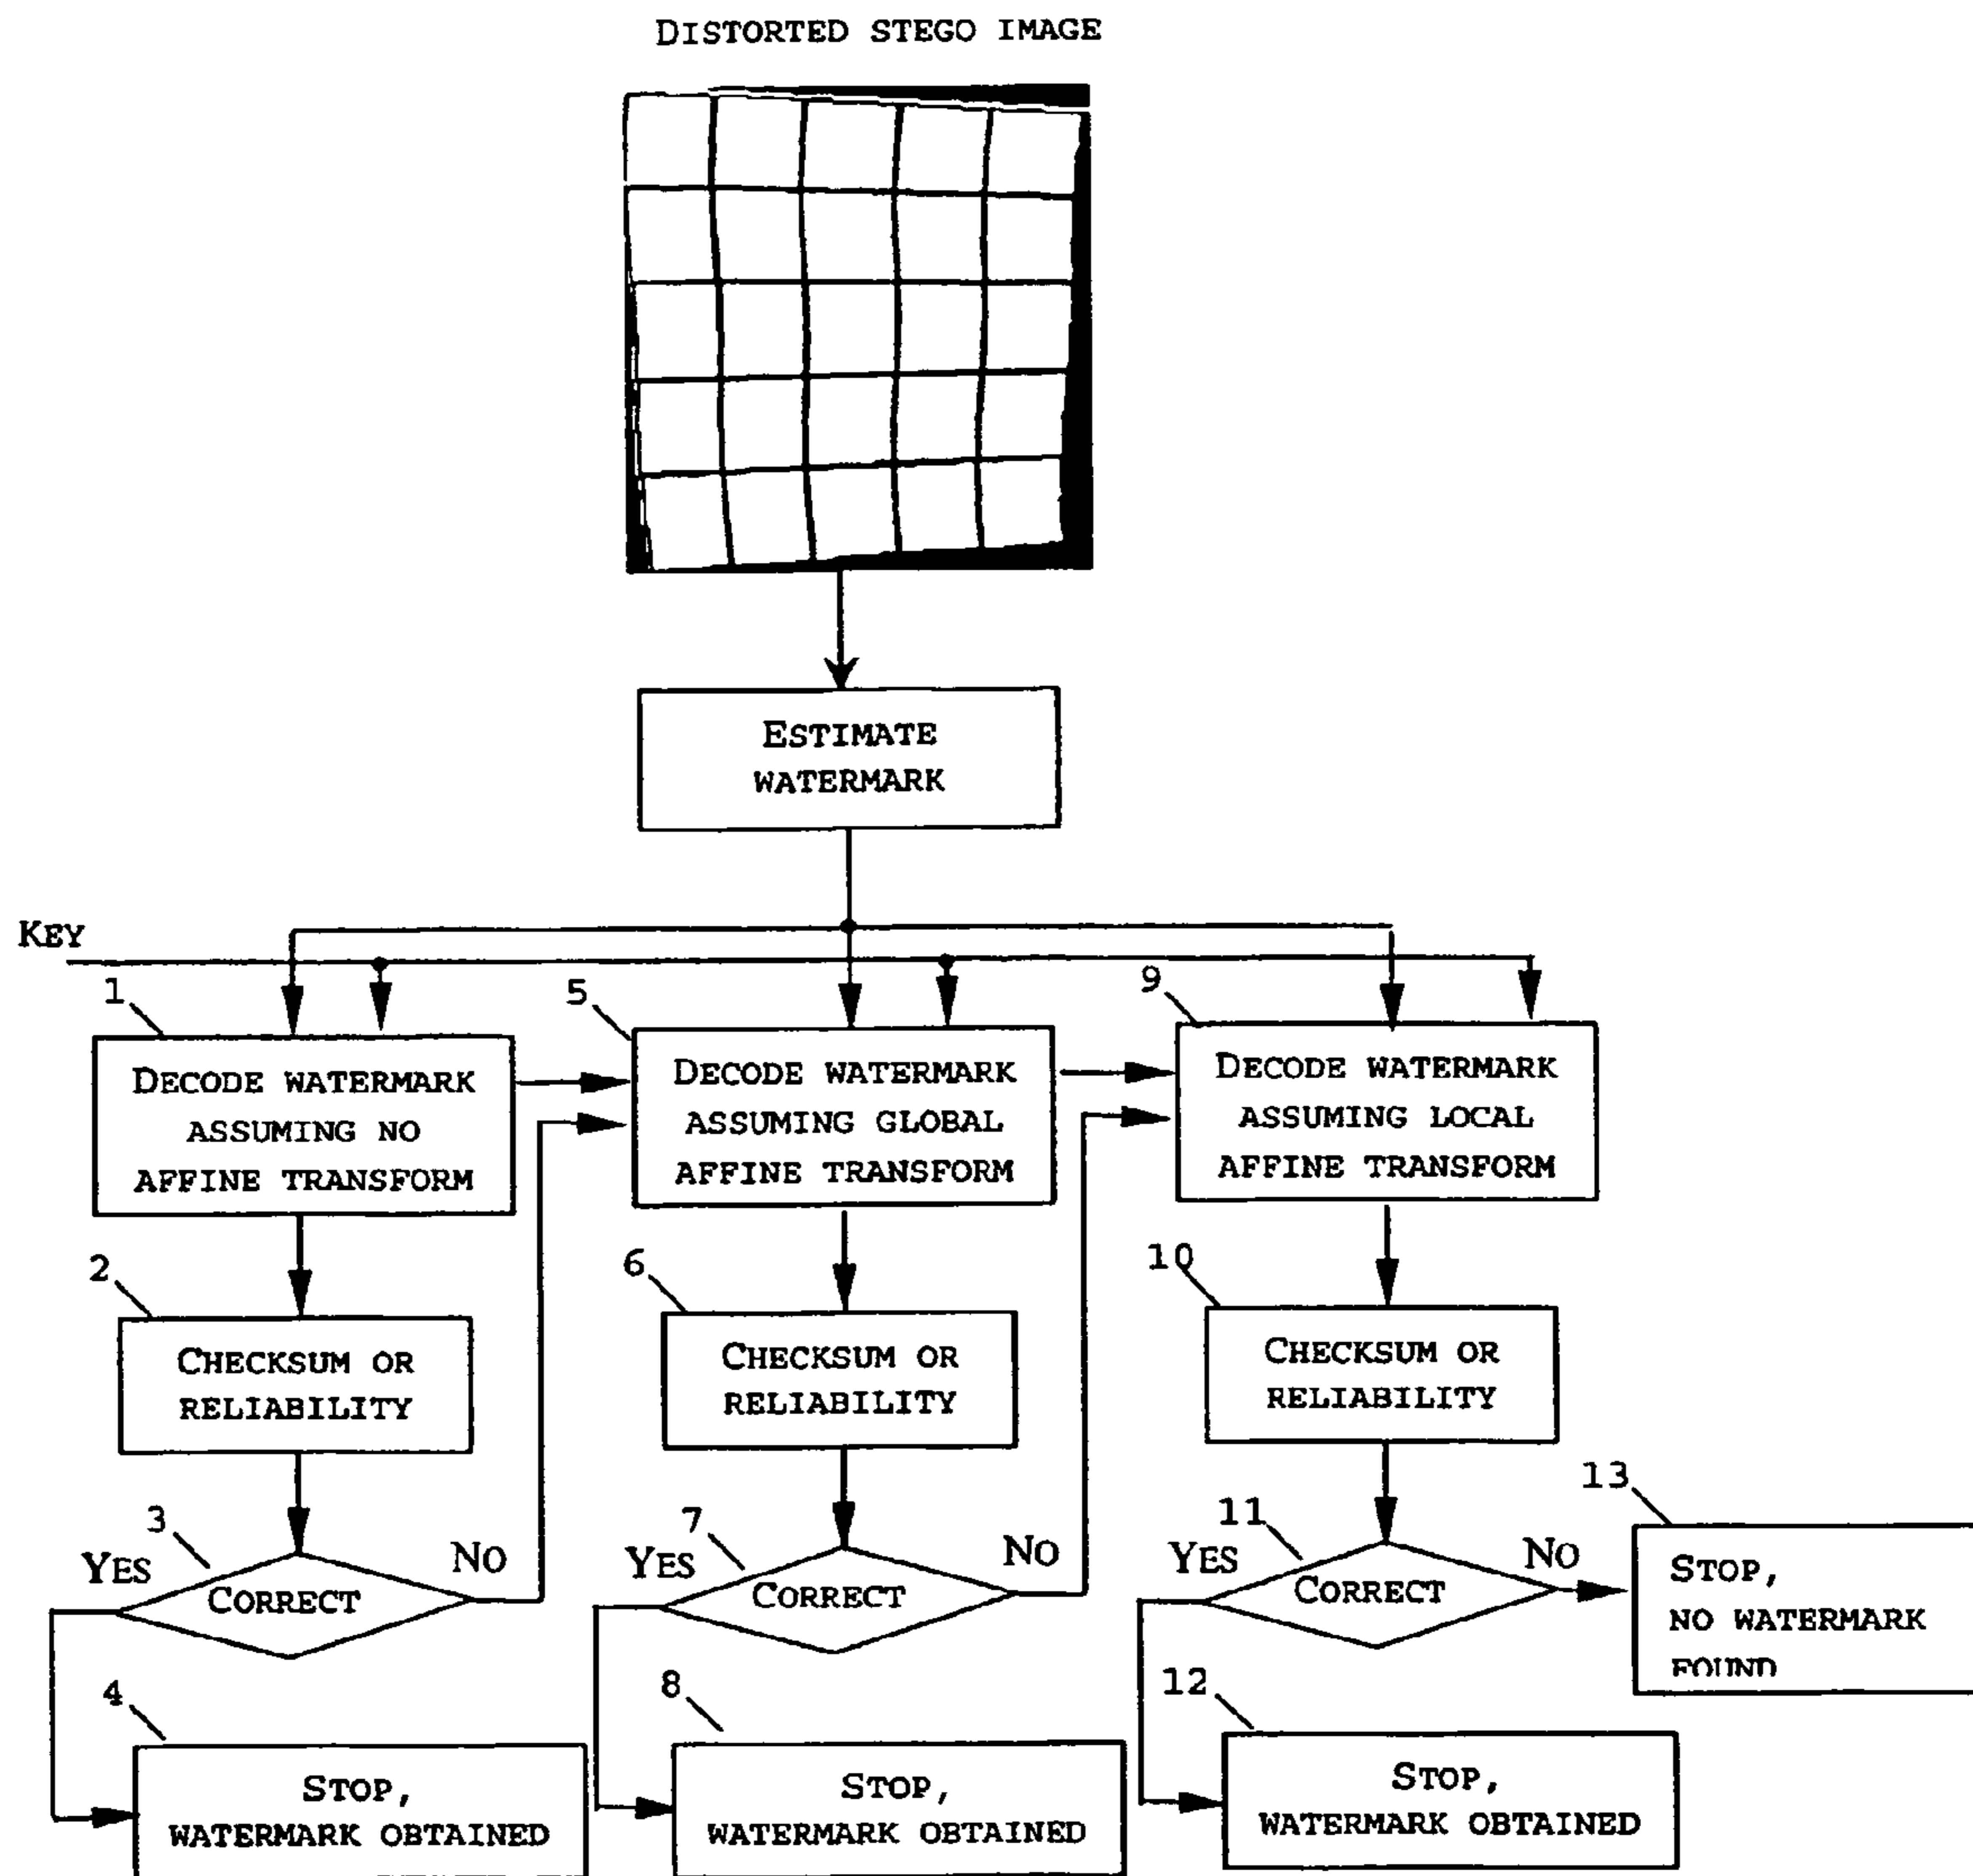 DISTORTED STEGO IMAGE
ESTIMATE
WATERMARK
KEY
1
DECODE WATERMARK
ASSUMING NO
AFFINE TRANSFORM
5
DECODE WATERMARK
ASSUMING GLOBAL
AFFINE TRANSFORM
9
DECODE WATERMARK
ASSUMING LOCAL
AFFINE TRANSFORM
2
CHECKSUM OR
RELIABILITY
6
CHECKSUM OR
RELIABILITY
10
CHECKSUM OR
RELIABILITY
3
YES
CORRECT
NO
7
YES
CORRECT
NO
11
YES
CORRECT
NO
13
STOP,
NO WATERMARK
FOUND
4
STOP,
WATERMARK OBTAINED
8
STOP,
WATERMARK OBTAINED
12
STOP,
WATERMARK OBTAINED